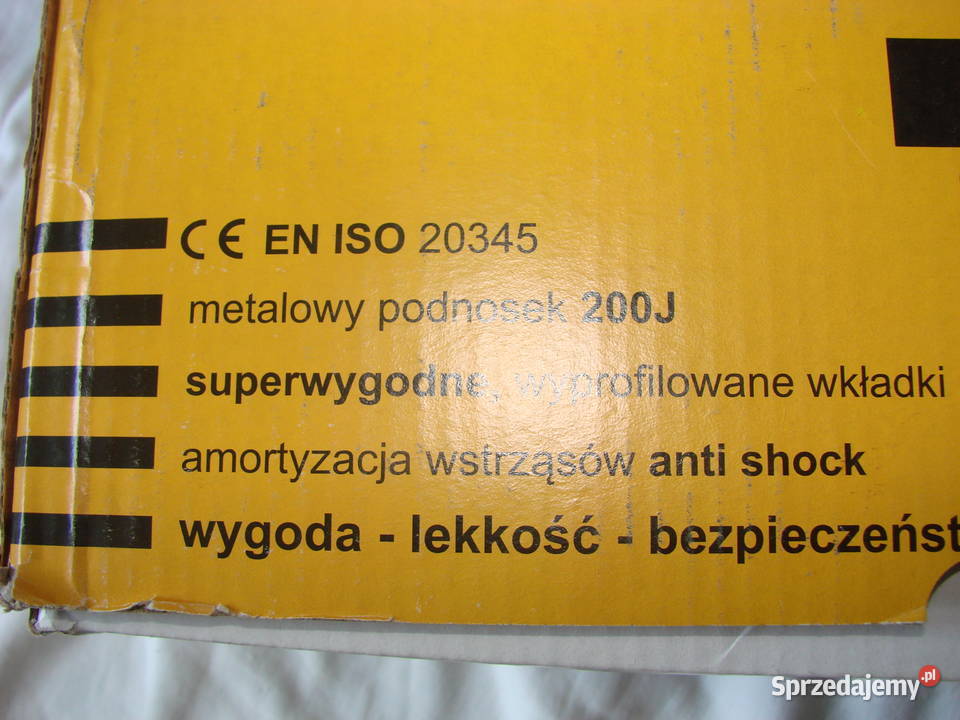 CE EN ISO 20345
metalowy podnosek 200J
superwygodne, wyprofilowane wkładki
amortyzacja wstrząsów anti shock
wygoda - lekkość - bezpieczeńst
Sprzedajemy.pl